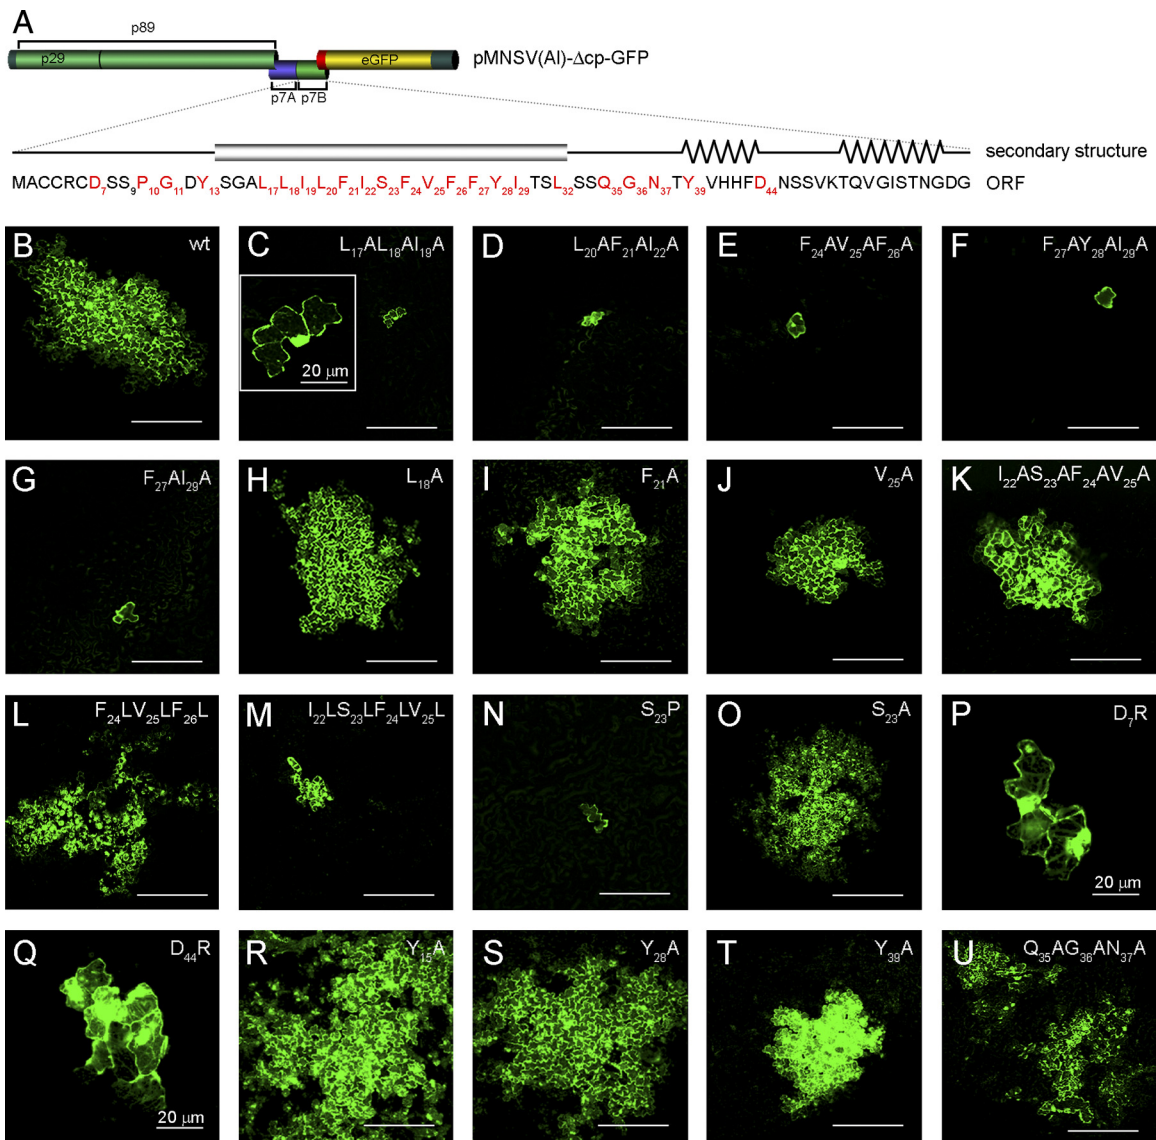 A
p89
p29
eGFP
pMNSV(Al)-Δcp-GFP
p7A
p7B
secondary structure
MACCRCD₇SS₉P₁₀G₁₁DY₁₃SGAL₁₇L₁₈I₁₉L₂₀F₂₁I₂₂S₂₃F₂₄V₂₅F₂₆F₂₇Y₂₈I₂₉TSL₃₂SSQ₃₅G₃₆N₃₇TY₃₉VHHFD₄₄NSSVKTQVGISTNGDG ORF
B wt
C L₁₇AL₁₈AI₁₉A
20 μm
D L₂₀AF₂₁AI₂₂A
E F₂₄AV₂₅AF₂₆A
F F₂₇AY₂₈AI₂₉A
G F₂₇AI₂₉A
H L₁₈A
I F₂₁A
J V₂₅A
K I₂₂AS₂₃AF₂₄AV₂₅A
L F₂₄LV₂₅LF₂₆L
M I₂₂LS₂₃LF₂₄LV₂₅L
N S₂₃P
O S₂₃A
P D₇R
20 μm
Q D₄₄R
20 μm
R Y₁₅A
S Y₂₈A
T Y₃₉A
U Q₃₅AG₃₆AN₃₇A